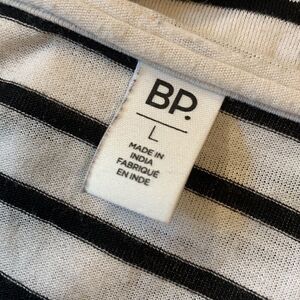 BP.
L
MADE IN
INDIA
FABRIQUÉ
EN INDE